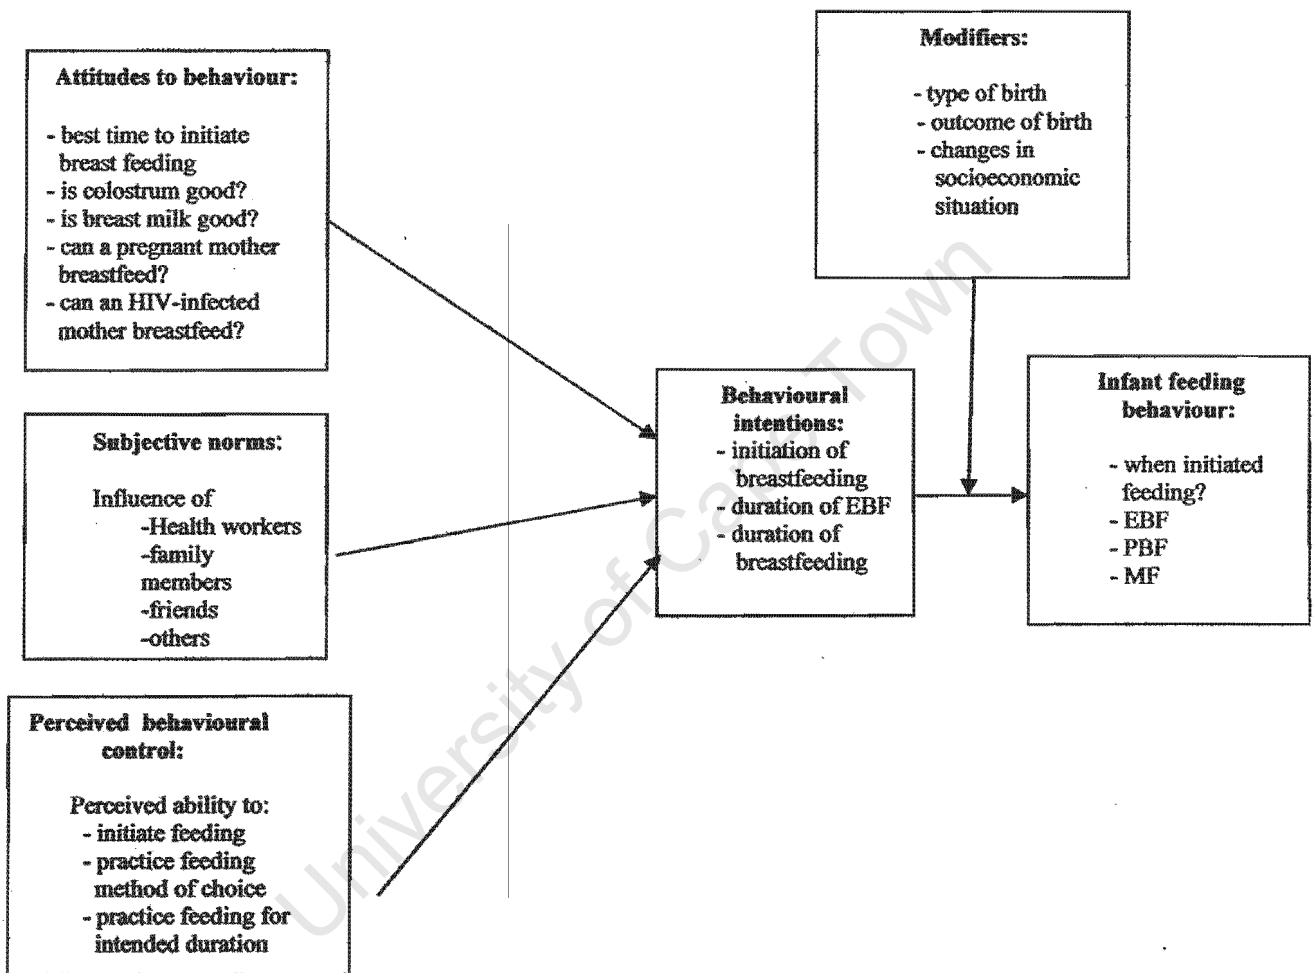 Attitudes to behaviour:
- best time to initiate
breast feeding
- is colostrum good?
- is breast milk good?
- can a pregnant mother
breastfeed?
- can an HIV-infected
mother breastfeed?
Subjective norms:
Influence of
-Health workers
-family
members
-friends
-others
Perceived behavioural
control:
Perceived ability to:
- initiate feeding
- practice feeding
method of choice
- practice feeding for
intended duration
Behavioural
intentions:
- initiation of
breastfeeding
- duration of EBF
- duration of
breastfeeding
Modifiers:
- type of birth
- outcome of birth
- changes in
socioeconomic
situation
Infant feeding
behaviour:
- when initiated
feeding?
- EBF
- PBF
- MF
University of Cape Town